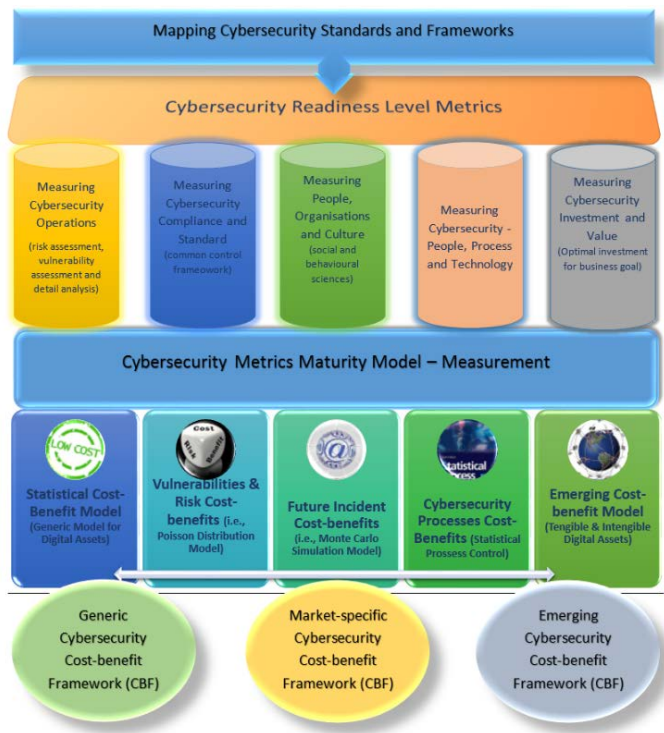 Mapping Cybersecurity Standards and Frameworks
Cybersecurity Readiness Level Metrics
Measuring
Cybersecurity
Operations
(risk assessment,
vulnerability
assessment and
detail analysis)
Measuring
Cybersecurity
Compliance and
Standard
(common control
frameowork)
Measuring
People,
Organisations
and Culture
(social and
behavioural
sciences)
Measuring
Cybersecurity -
People, Process
and Technology
Measuring
Cybersecurity
Investment and
Value
(Optimal investment
for business goal)
Cybersecurity Metrics Maturity Model – Measurement
LOW COST
Statistical Cost-
Benefit Model
(Generic Model for
Digital Assets)
Cost
Risk
Benefit
Vulnerabilities &
Risk Cost-
benefits (i.e.,
Poisson Distribution
Model)
@
Future Incident
Cost-benefits
(i.e., Monte Carlo
Simulation Model)
Cybersecurity
Processes Cost-
Benefits (Statistical
Prossess Control)
Emerging Cost-
benefit Model
(Tengible & Intengible
Digital Assets)
Generic
Cybersecurity
Cost-benefit
Framework (CBF)
Market-specific
Cybersecurity
Cost-benefit
Framework (CBF)
Emerging
Cybersecurity
Cost-benefit
Framework (CBF)